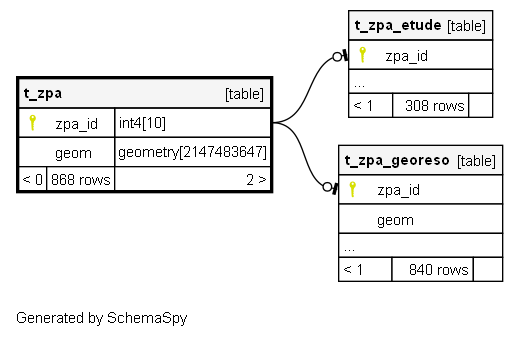 t_zpa [table]
zpa_id int4[10]
geom geometry[2147483647]
< 0 868 rows 2 >
t_zpa_etude [table]
zpa_id
...
< 1 308 rows
t_zpa_georeso [table]
zpa_id
geom
...
< 1 840 rows
Generated by SchemaSpy